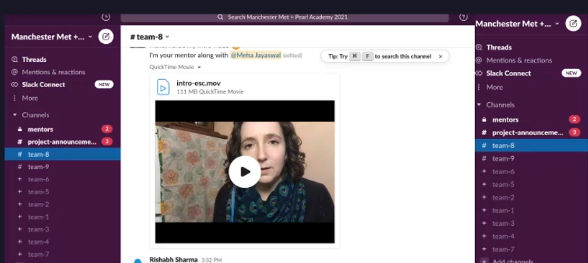 Search Manchester Met + Pearl Academy 2021
Manchester Met +...
Threads
@ Mentions & reactions
Slack Connect NEW
More
Channels
mentors 2
project-announceme... 3
# team-8
# team-9
+ team-6
+ team-5
+ team-2
+ team-1
+ team-3
+ team-4
+ team-7
# team-8
I'm your mentor along with @Meha Jayaswal (edited)
Tip: Try ⌘ F to search this channel ×
QuickTime Movie
intro-esc.mov
111 MB QuickTime Movie
Rishabh Sharma 3:32 PM
Manchester Met +...
Threads
@ Mentions & reactions
Slack Connect NEW
More
Channels
mentors 2
project-announceme... 3
# team-8
# team-9
+ team-6
+ team-5
+ team-2
+ team-1
+ team-3
+ team-4
+ team-7
+ Add channels